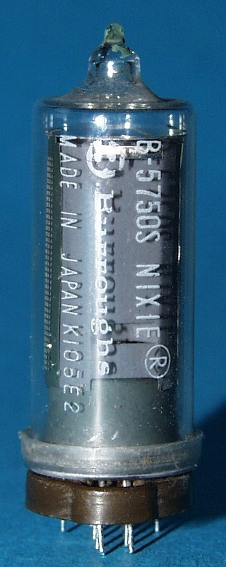 B-5750S NIXIE®
B Burroughs
MADE IN JAPAN K105E2